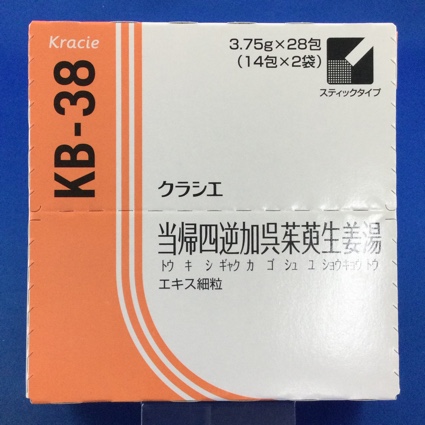 Kracie
KB-38
3.75g×28包
(14包×2袋)
スティックタイプ
クラシエ
当帰四逆加呉茱萸生姜湯
トウキシギャクカゴシュユショウキョウトウ
エキス細粒